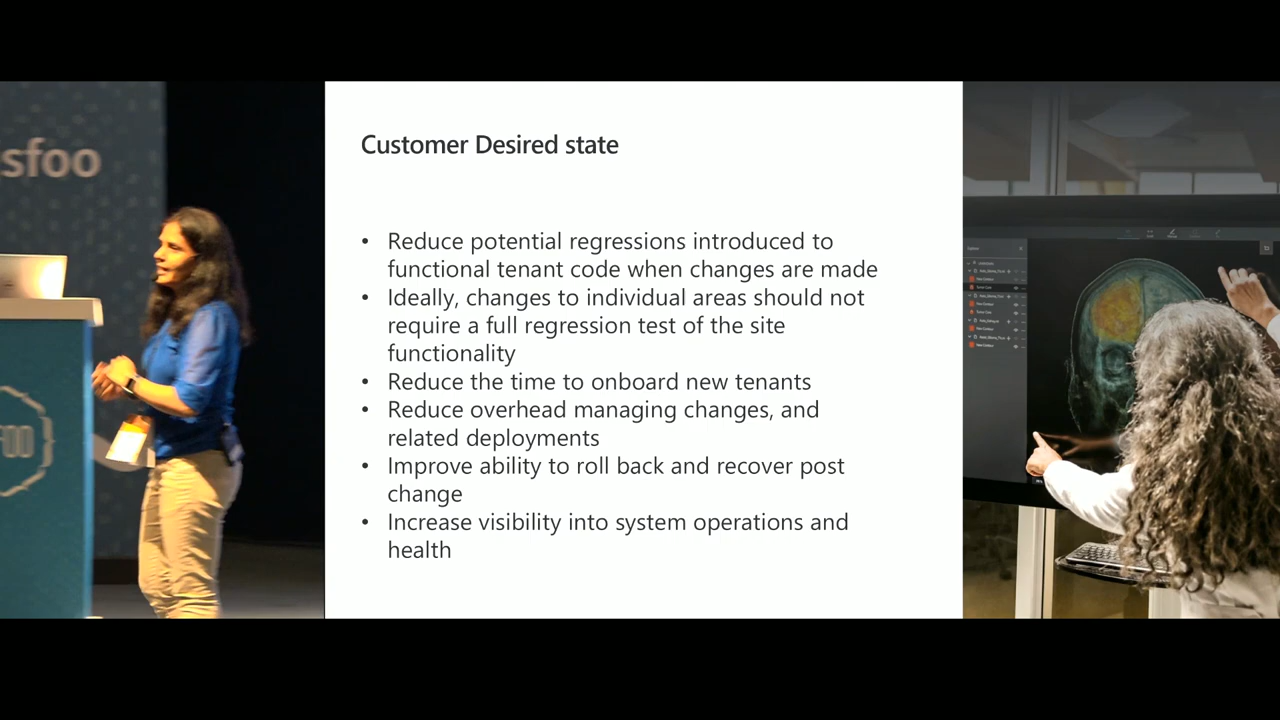 sfoo
Customer Desired state
• Reduce potential regressions introduced to
functional tenant code when changes are made
• Ideally, changes to individual areas should not
require a full regression test of the site
functionality
• Reduce the time to onboard new tenants
• Reduce overhead managing changes, and
related deployments
• Improve ability to roll back and recover post
change
• Increase visibility into system operations and
health